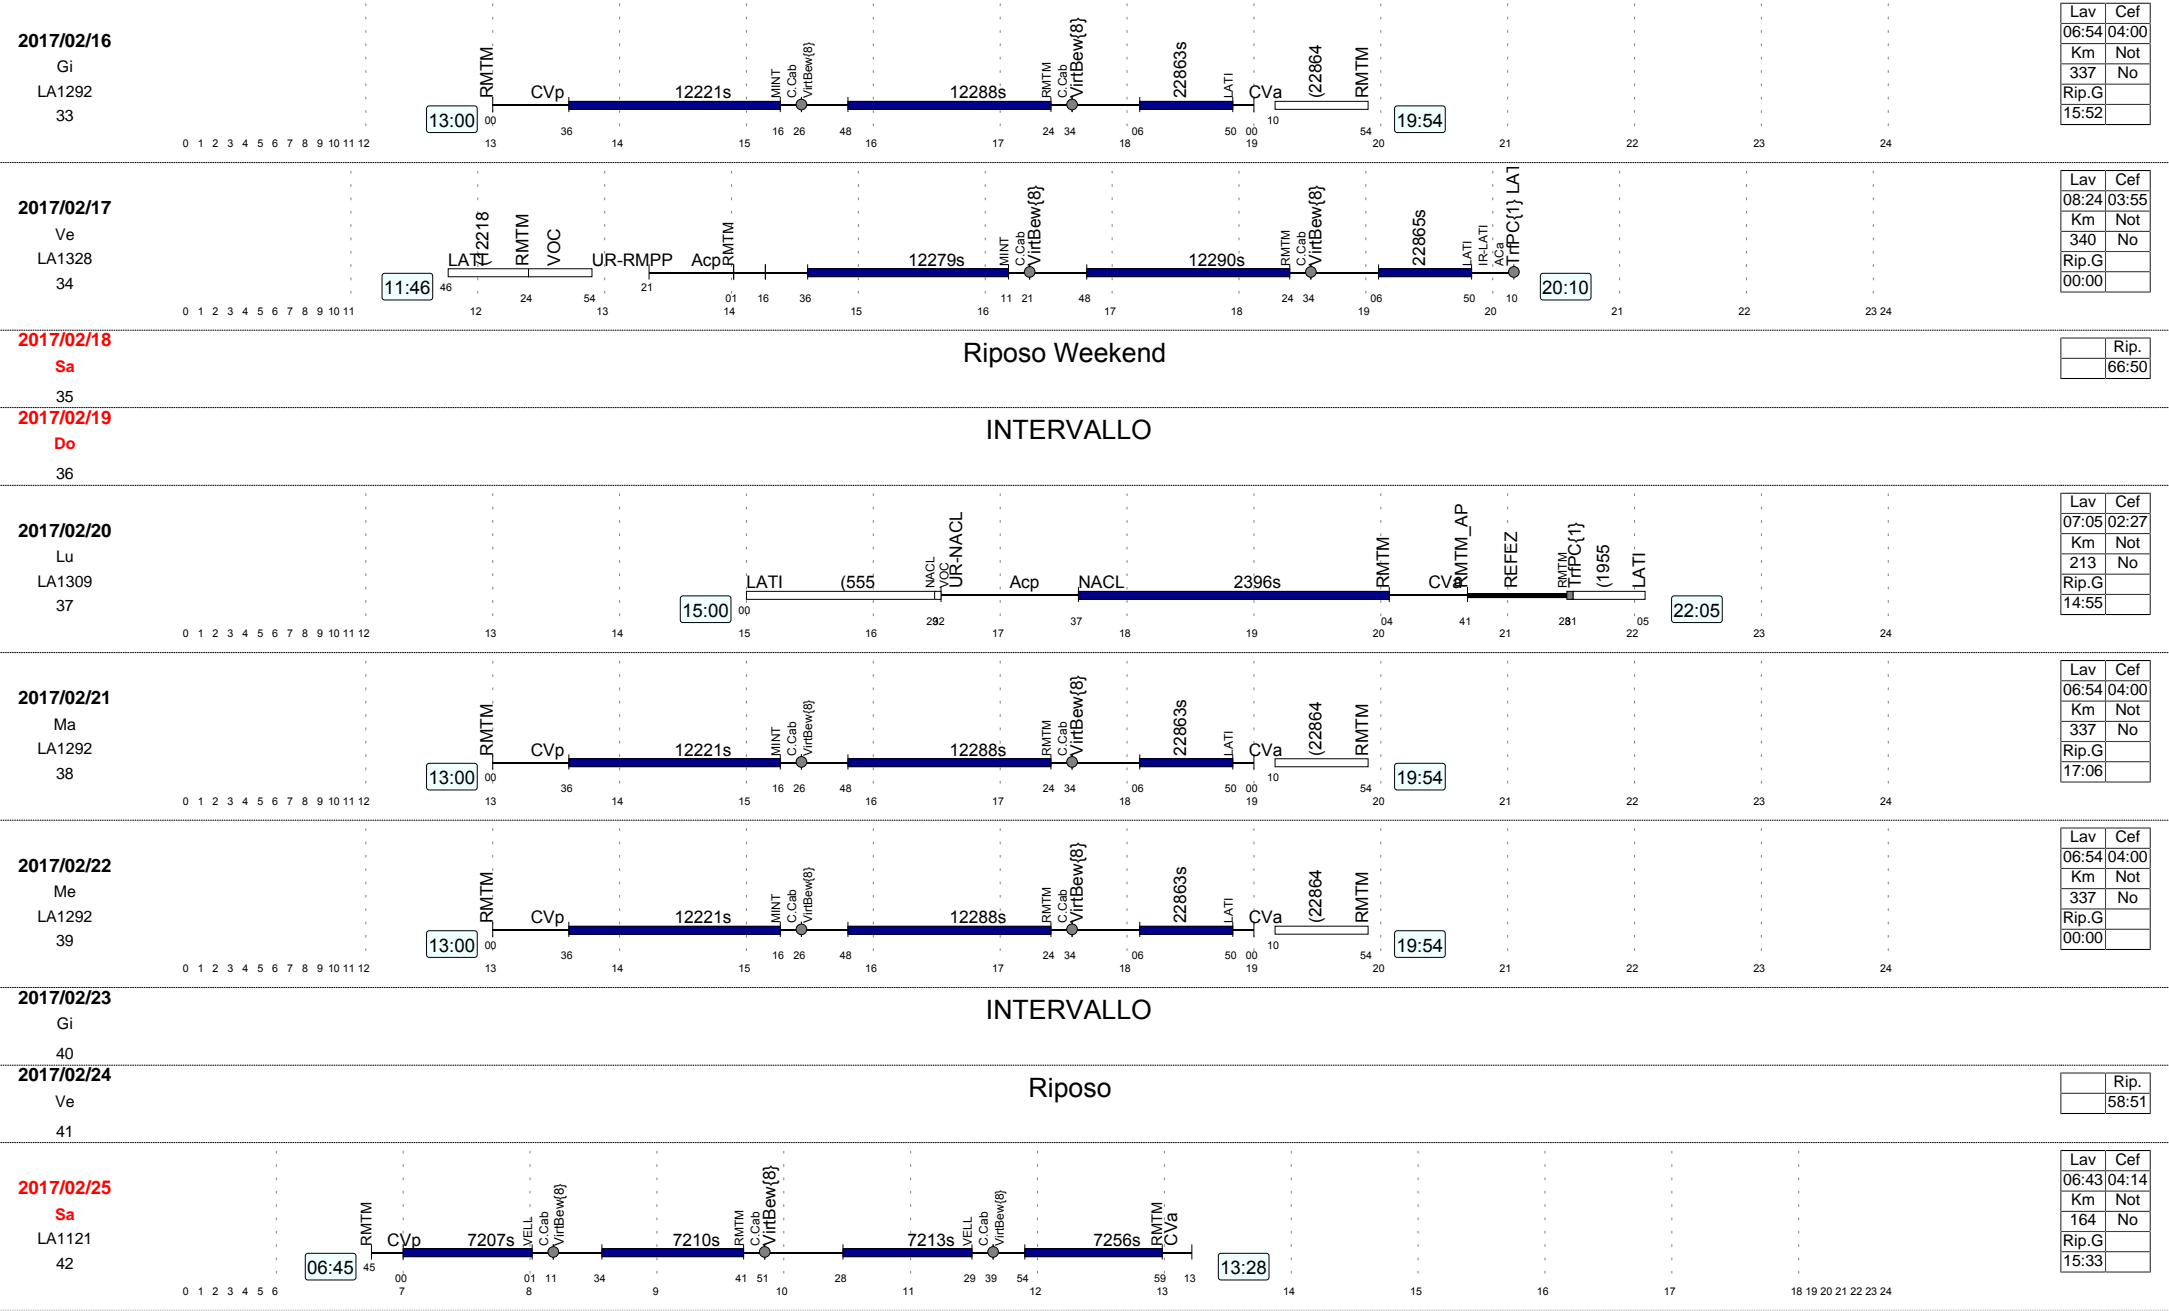 2017/02/16
Gi
LA1292
33
13:00
RMTM CVp 12221s MINT C.Cab VirtBew{8} 12288s RMTM C.Cab VirtBew{8} 22863s LATI CVa (22864 RMTM
19:54
00 36 16 26 48 24 34 06 50 00 10 54
0 1 2 3 4 5 6 7 8 9 10 11 12 13 14 15 16 17 18 19 20 21 22 23 24
Lav Cef
06:54 04:00
Km Not
337 No
Rip.G
15:52
2017/02/17
Ve
LA1328
34
11:46
LATI (12218 RMTM VOC UR-RMPP Acp RMTM 12279s MINT C.Cab VirtBew{8} 12290s RMTM C.Cab VirtBew{8} 22865s LATI IR-LATI ACa TrfPC{1} LATI
20:10
46 24 54 21 01 16 36 11 21 48 24 34 06 50 10
0 1 2 3 4 5 6 7 8 9 10 11 12 13 14 15 16 17 18 19 20 21 22 23 24
Lav Cef
08:24 03:55
Km Not
340 No
Rip.G
00:00
2017/02/18
Sa
35
Riposo Weekend
Rip.
66:50
2017/02/19
Do
36
INTERVALLO
2017/02/20
Lu
LA1309
37
15:00
LATI (555 NACL VOC UR-NACL Acp NACL 2396s RMTM CVa RMTM_AP REFEZ RMTM TrfPC{1} (1955 LATI
22:05
00 29 32 37 04 41 28 31 05
0 1 2 3 4 5 6 7 8 9 10 11 12 13 14 15 16 17 18 19 20 21 22 23 24
Lav Cef
07:05 02:27
Km Not
213 No
Rip.G
14:55
2017/02/21
Ma
LA1292
38
13:00
RMTM CVp 12221s MINT C.Cab VirtBew{8} 12288s RMTM C.Cab VirtBew{8} 22863s LATI CVa (22864 RMTM
19:54
00 36 16 26 48 24 34 06 50 00 10 54
0 1 2 3 4 5 6 7 8 9 10 11 12 13 14 15 16 17 18 19 20 21 22 23 24
Lav Cef
06:54 04:00
Km Not
337 No
Rip.G
17:06
2017/02/22
Me
LA1292
39
13:00
RMTM CVp 12221s MINT C.Cab VirtBew{8} 12288s RMTM C.Cab VirtBew{8} 22863s LATI CVa (22864 RMTM
19:54
00 36 16 26 48 24 34 06 50 00 10 54
0 1 2 3 4 5 6 7 8 9 10 11 12 13 14 15 16 17 18 19 20 21 22 23 24
Lav Cef
06:54 04:00
Km Not
337 No
Rip.G
00:00
2017/02/23
Gi
40
INTERVALLO
2017/02/24
Ve
41
Riposo
Rip.
58:51
2017/02/25
Sa
LA1121
42
06:45
RMTM CVp 7207s VELL C.Cab VirtBew{8} 7210s RMTM C.Cab VirtBew{8} 7213s VELL C.Cab VirtBew{8} 7256s RMTM CVa
13:28
45 00 01 11 34 41 51 28 29 39 54 59 13
0 1 2 3 4 5 6 7 8 9 10 11 12 13 14 15 16 17 18 19 20 21 22 23 24
Lav Cef
06:43 04:14
Km Not
164 No
Rip.G
15:33